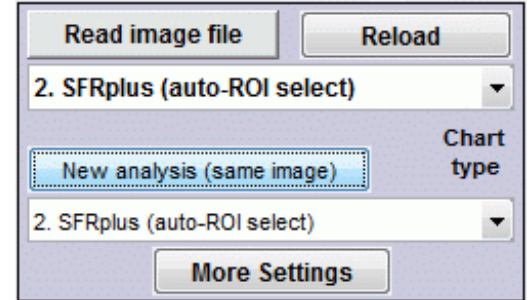 Read image file Reload
2. SFRplus (auto-ROI select)
Chart
New analysis (same image) type
2. SFRplus (auto-ROI select)
More Settings